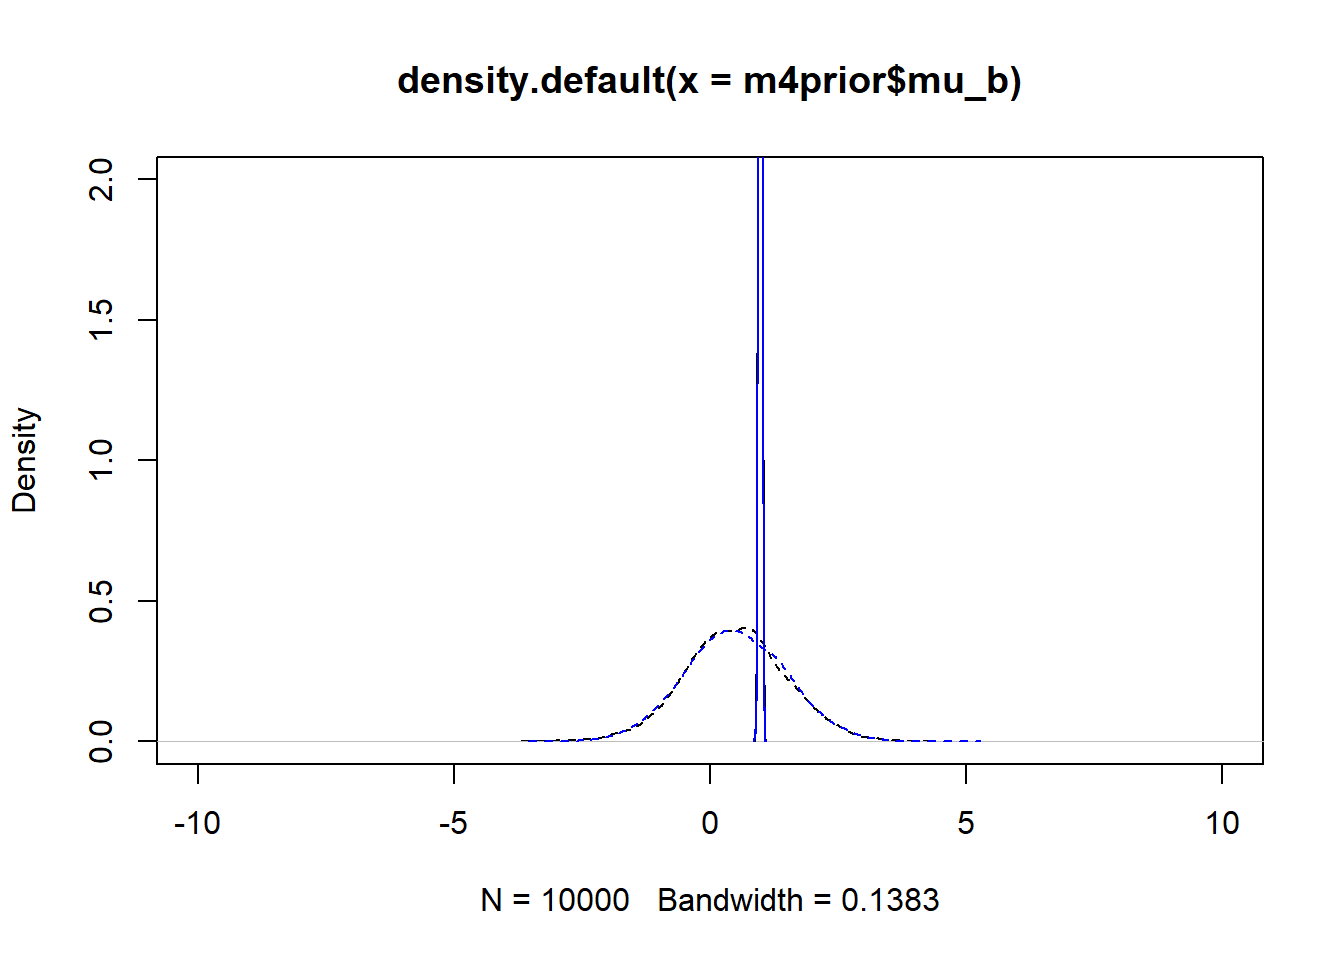 density.default(x = m4prior$mu_b)
Density
2.0
1.5
1.0
0.5
0.0
-10 -5 0 5 10
N = 10000 Bandwidth = 0.1383